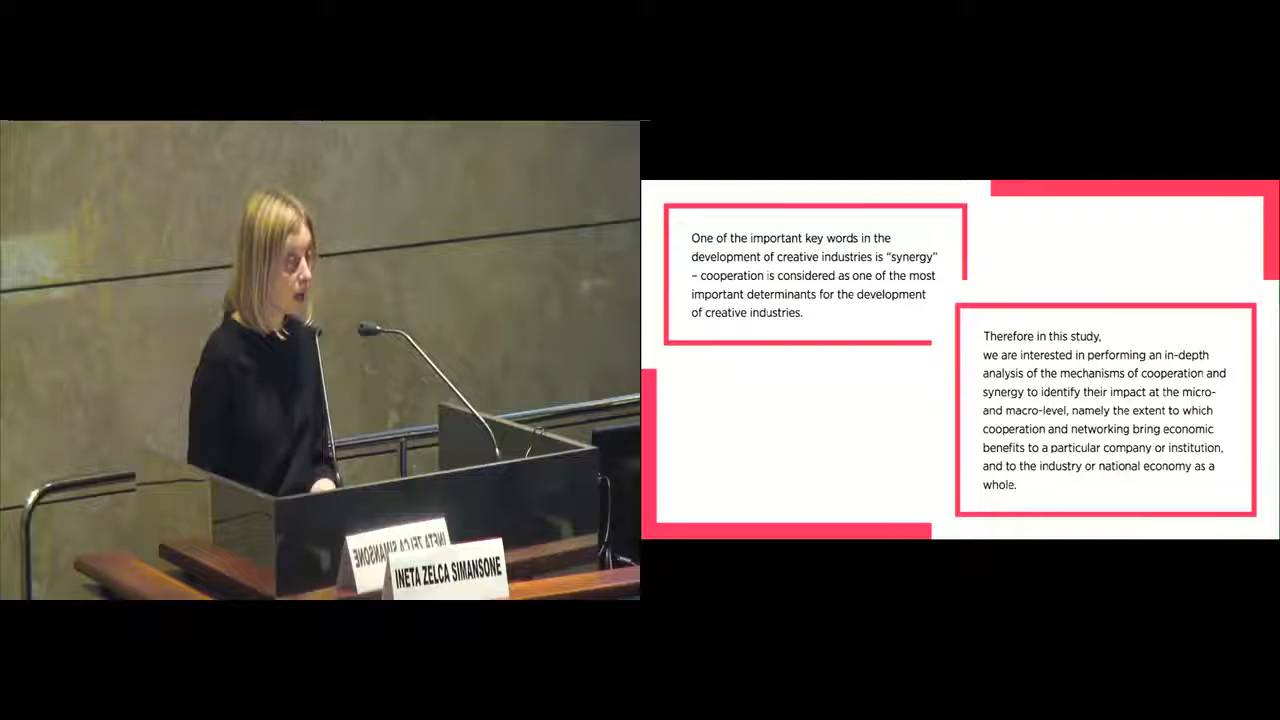 One of the important key words in the
development of creative industries is “synergy”
– cooperation is considered as one of the most
important determinants for the development
of creative industries.
Therefore in this study,
we are interested in performing an in-depth
analysis of the mechanisms of cooperation and
synergy to identify their impact at the micro-
and macro-level, namely the extent to which
cooperation and networking bring economic
benefits to a particular company or institution,
and to the industry or national economy as a
whole.
INETA ZELCA SIMANSONE
INETA ZELCA SIMANSONE